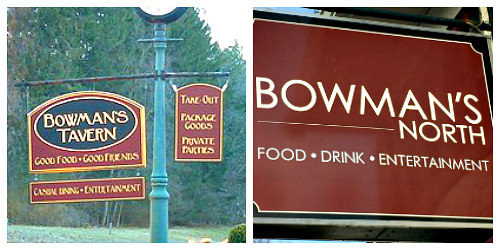 BOWMAN'S
TAVERN
GOOD FOOD • GOOD FRIENDS
CASUAL DINING • ENTERTAINMENT
TAKE-OUT
PACKAGE
GOODS
PRIVATE
PARTIES
BOWMAN'S
NORTH
FOOD • DRINK • ENTERTAINMENT